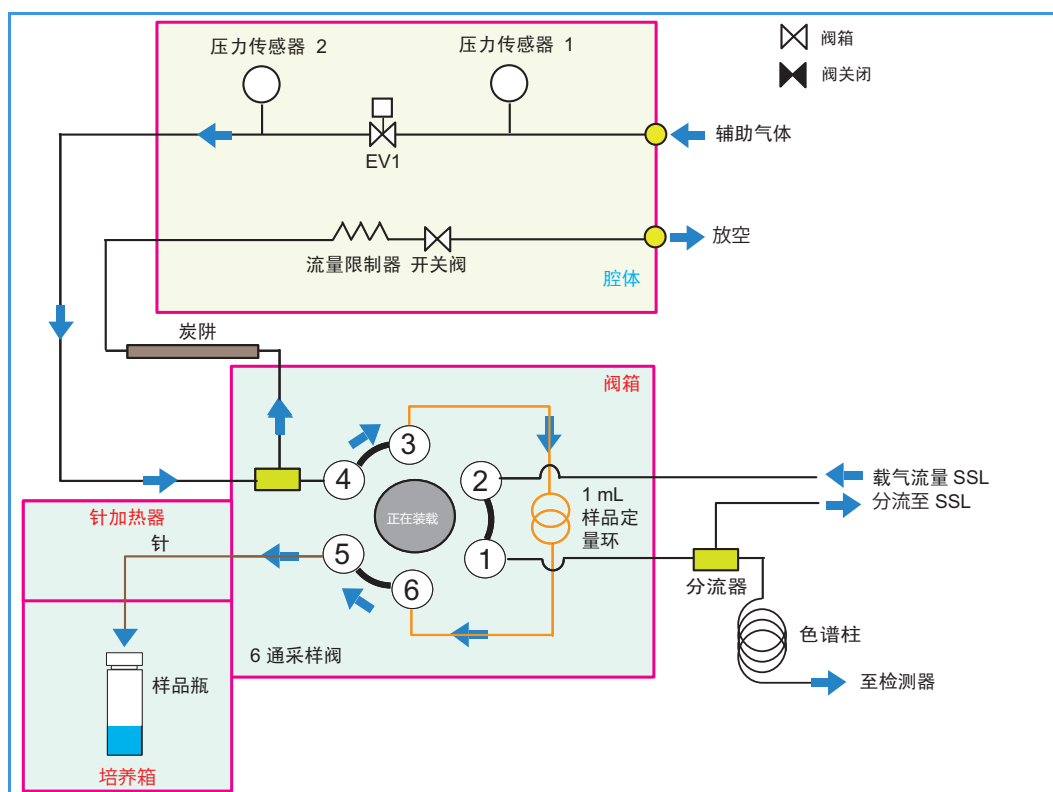 压力传感器 2
压力传感器 1
阀箱
阀关闭
EV1
辅助气体
流量限制器
开关阀
放空
腔体
炭阱
阀箱
3
4
2
载气流量 SSL
分流至 SSL
正在装载
1 mL
样品定
量环
针加热器
针
5
1
6
分流器
色谱柱
6 通采样阀
样品瓶
至检测器
培养箱